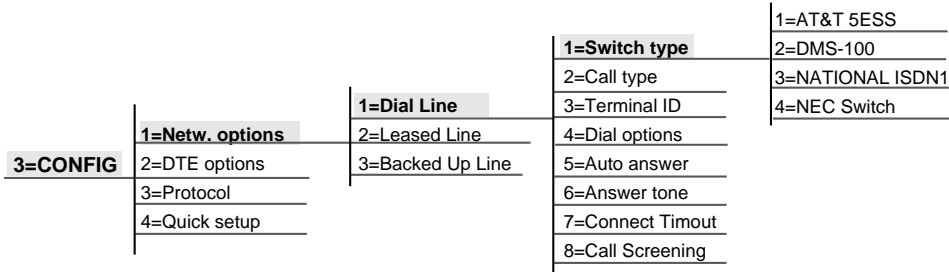 3=CONFIG
1=Netw. options
2=DTE options
3=Protocol
4=Quick setup
1=Dial Line
2=Leased Line
3=Backed Up Line
1=Switch type
2=Call type
3=Terminal ID
4=Dial options
5=Auto answer
6=Answer tone
7=Connect Timout
8=Call Screening
1=AT&T 5ESS
2=DMS-100
3=NATIONAL ISDN1
4=NEC Switch